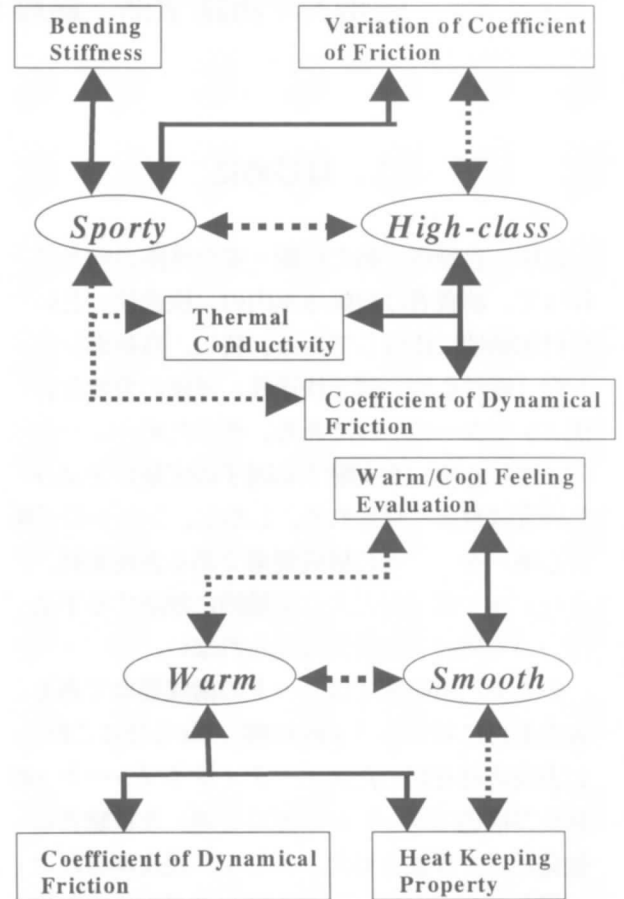 Bending
Stiffness
Variation of Coefficient
of Friction
Sporty
High-class
Thermal
Conductivity
Coefficient of Dynamical
Friction
Warm/Cool Feeling
Evaluation
Warm
Smooth
Coefficient of Dynamical
Friction
Heat Keeping
Property